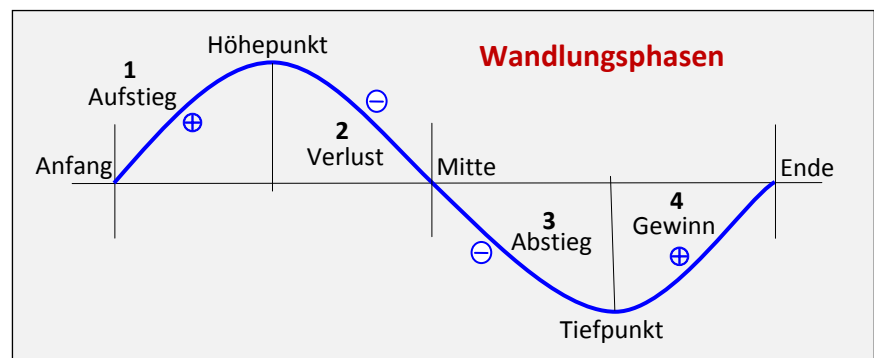 Wandlungsphasen
Höhepunkt
1
Aufstieg
⊕
⊖
2
Verlust
Anfang
Mitte
Ende
3
Abstieg
⊖
4
Gewinn
⊕
Tiefpunkt